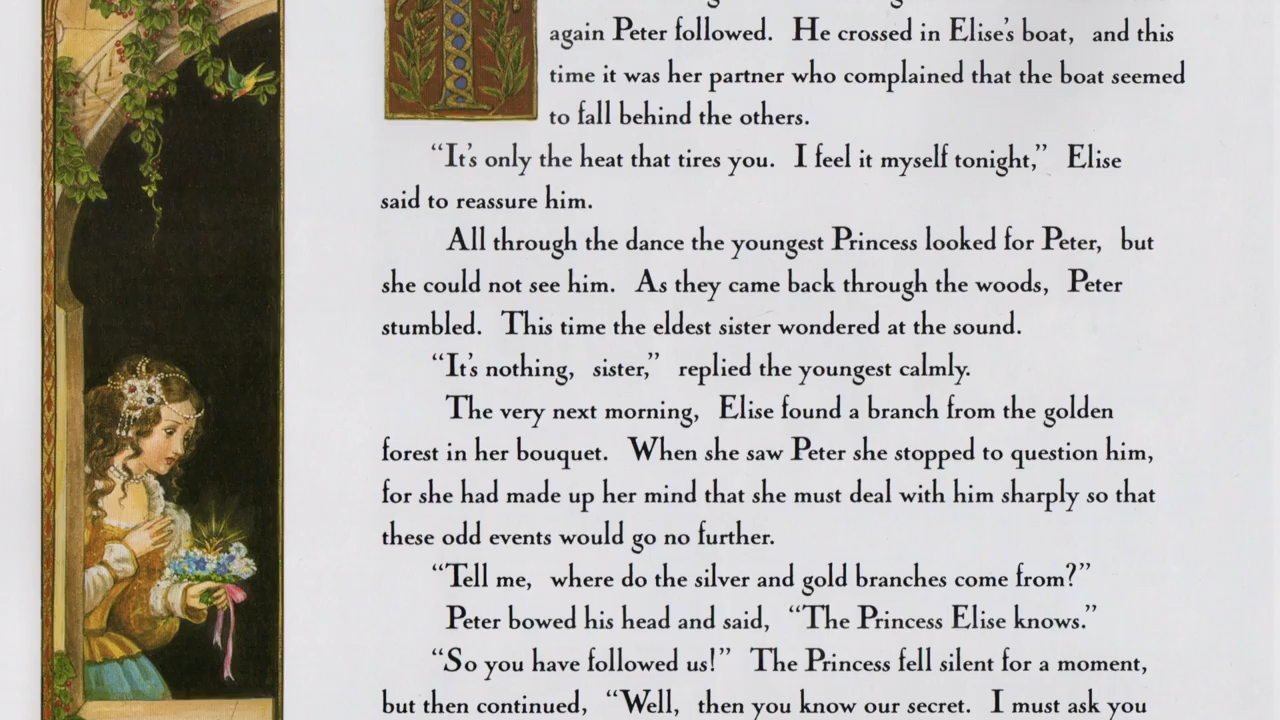 T
again Peter followed. He crossed in Elise's boat, and this
time it was her partner who complained that the boat seemed
to fall behind the others.
"It's only the heat that tires you. I feel it myself tonight," Elise
said to reassure him.
All through the dance the youngest Princess looked for Peter, but
she could not see him. As they came back through the woods, Peter
stumbled. This time the eldest sister wondered at the sound.
"It's nothing, sister," replied the youngest calmly.
The very next morning, Elise found a branch from the golden
forest in her bouquet. When she saw Peter she stopped to question him,
for she had made up her mind that she must deal with him sharply so that
these odd events would go no further.
"Tell me, where do the silver and gold branches come from?"
Peter bowed his head and said, "The Princess Elise knows."
"So you have followed us!" The Princess fell silent for a moment,
but then continued, "Well, then you know our secret. I must ask you